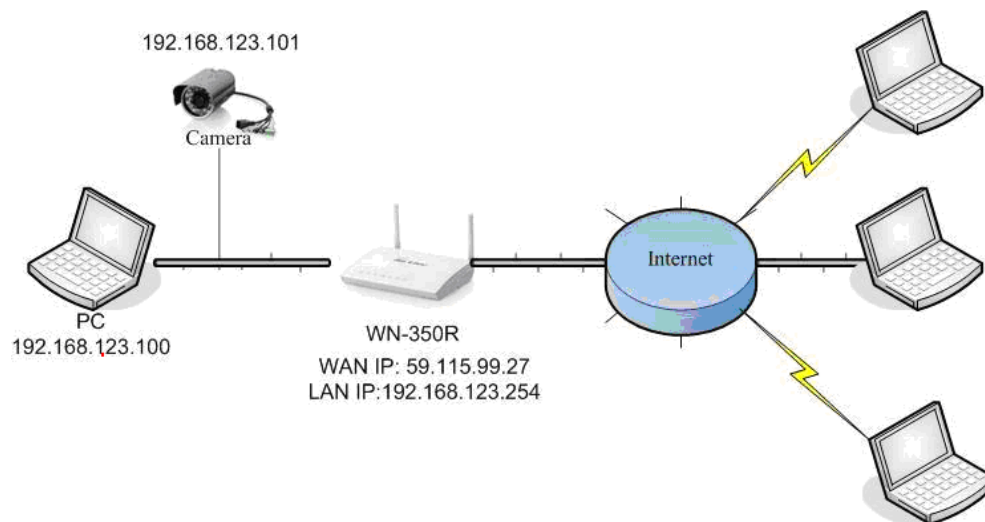 192.168.123.101
Camera
PC
192.168.123.100
WN-350R
WAN IP: 59.115.99.27
LAN IP:192.168.123.254
Internet